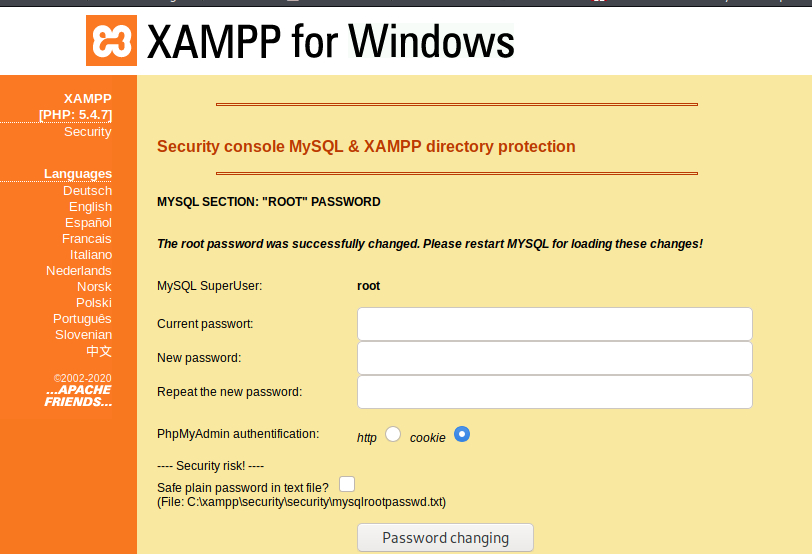 XAMPP for Windows
XAMPP
[PHP: 5.4.7]
Security
Languages
Deutsch
English
Español
Francais
Italiano
Nederlands
Norsk
Polski
Português
Slovenian
中文
©2002-2020
...APACHE
FRIENDS...
Security console MySQL & XAMPP directory protection
MYSQL SECTION: "ROOT" PASSWORD
The root password was successfully changed. Please restart MYSQL for loading these changes!
MySQL SuperUser: root
Current passwort:
New password:
Repeat the new password:
PhpMyAdmin authentification: http cookie
---- Security risk! ----
Safe plain password in text file?
(File: C:\xampp\security\security\mysqlrootpasswd.txt)
Password changing